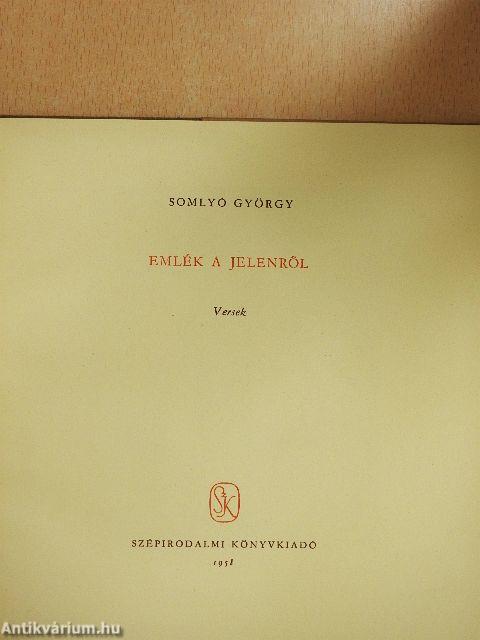 SOMLYÓ GYÖRGY
EMLÉK A JELENRŐL
Versek
SZK
SZÉPIRODALMI KÖNYVKIADÓ
1958
Antikvárium.hu